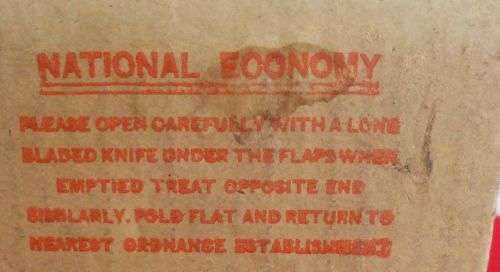 NATIONAL ECONOMY
PLEASE OPEN CAREFULLY WITH A LONG
BLADED KNIFE UNDER THE FLAPS WHEN
EMPTIED TREAT OPPOSITE END
SIMILARLY. FOLD FLAT AND RETURN TO
NEAREST ORDNANCE ESTABLISHMENT